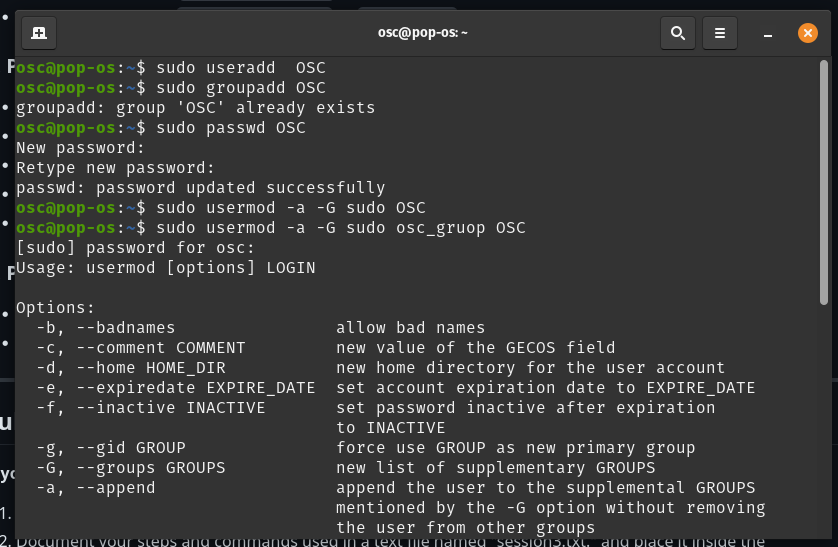 osc@pop-os: ~
osc@pop-os:~$ sudo useradd  OSC
osc@pop-os:~$ sudo groupadd OSC
groupadd: group 'OSC' already exists
osc@pop-os:~$ sudo passwd OSC
New password:
Retype new password:
passwd: password updated successfully
osc@pop-os:~$ sudo usermod -a -G sudo OSC
osc@pop-os:~$ sudo usermod -a -G sudo osc_gruop OSC
[sudo] password for osc:
Usage: usermod [options] LOGIN

Options:
  -b, --badnames                allow bad names
  -c, --comment COMMENT         new value of the GECOS field
  -d, --home HOME_DIR           new home directory for the user account
  -e, --expiredate EXPIRE_DATE  set account expiration date to EXPIRE_DATE
  -f, --inactive INACTIVE       set password inactive after expiration
                                to INACTIVE
  -g, --gid GROUP               force use GROUP as new primary group
  -G, --groups GROUPS           new list of supplementary GROUPS
  -a, --append                  append the user to the supplemental GROUPS
                                mentioned by the -G option without removing
                                the user from other groups
2. Document your steps and commands used in a text file named "session3.txt," and place it inside the